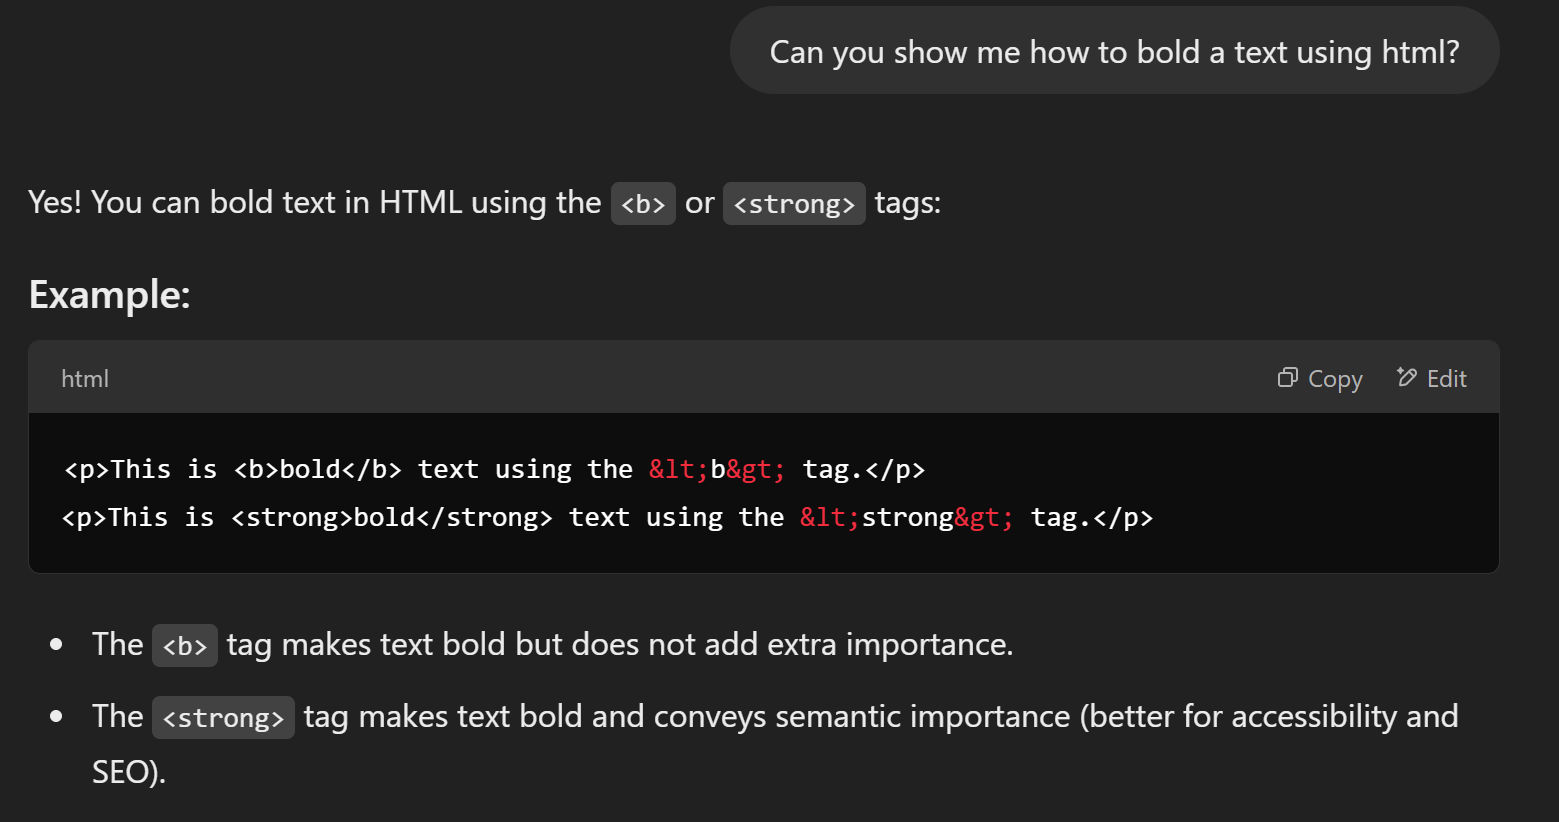 Can you show me how to bold a text using html?
Yes! You can bold text in HTML using the <b> or <strong> tags:
Example:
html Copy Edit
<p>This is <b>bold</b> text using the &lt;b&gt; tag.</p>
<p>This is <strong>bold</strong> text using the &lt;strong&gt; tag.</p>
• The <b> tag makes text bold but does not add extra importance.
• The <strong> tag makes text bold and conveys semantic importance (better for accessibility and
SEO).